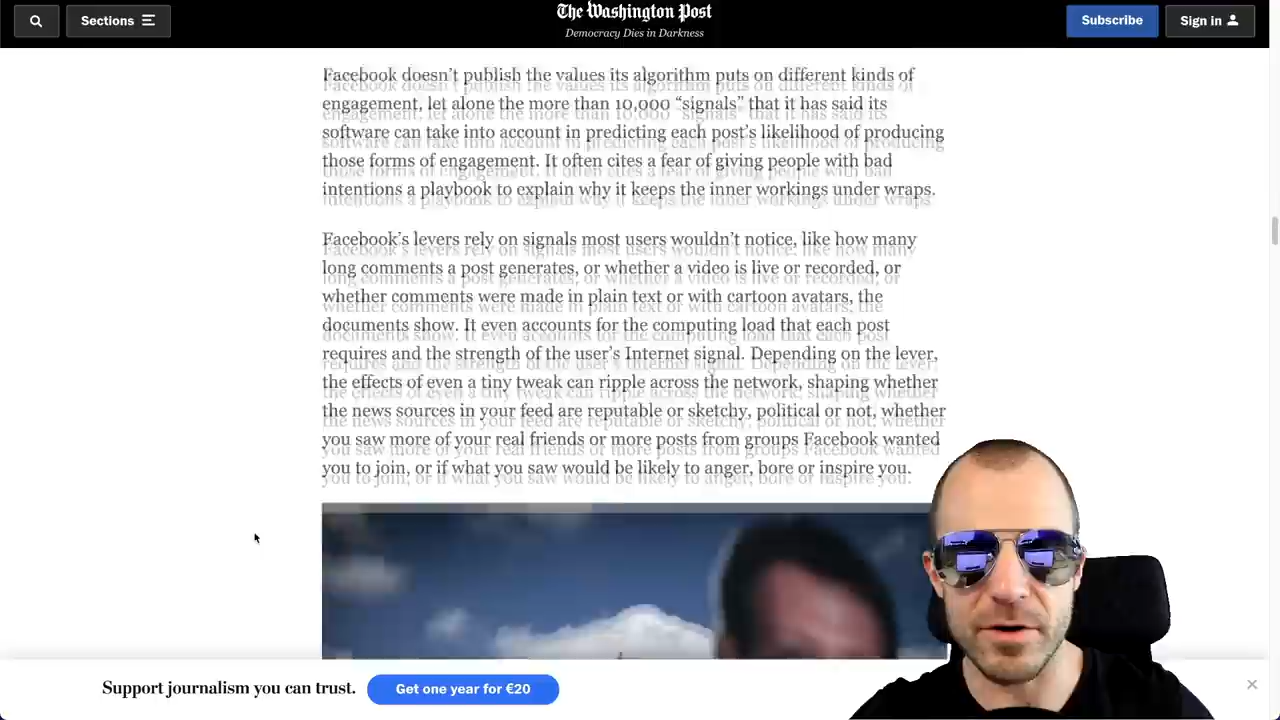 Sections
The Washington Post
Democracy Dies in Darkness
Subscribe
Sign in
Facebook doesn’t publish the values its algorithm puts on different kinds of
engagement, let alone the more than 10,000 “signals” that it has said its
software can take into account in predicting each post’s likelihood of producing
those forms of engagement. It often cites a fear of giving people with bad
intentions a playbook to explain why it keeps the inner workings under wraps.
Facebook’s levers rely on signals most users wouldn’t notice, like how many
long comments a post generates, or whether a video is live or recorded, or
whether comments were made in plain text or with cartoon avatars, the
documents show. It even accounts for the computing load that each post
requires and the strength of the user’s Internet signal. Depending on the lever,
the effects of even a tiny tweak can ripple across the network, shaping whether
the news sources in your feed are reputable or sketchy, political or not, whether
you saw more of your real friends or more posts from groups Facebook wanted
you to join, or if what you saw would be likely to anger, bore or inspire you.
Support journalism you can trust.
Get one year for €20